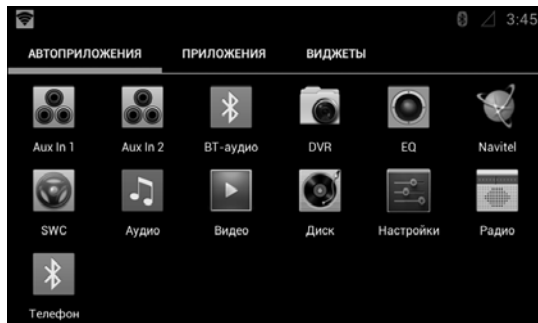 3:45
АВТОПРИЛОЖЕНИЯ ПРИЛОЖЕНИЯ ВИДЖЕТЫ
Aux In 1 Aux In 2 BT-аудио DVR EQ Navitel
SWC Аудио Видео Диск Настройки Радио
Телефон